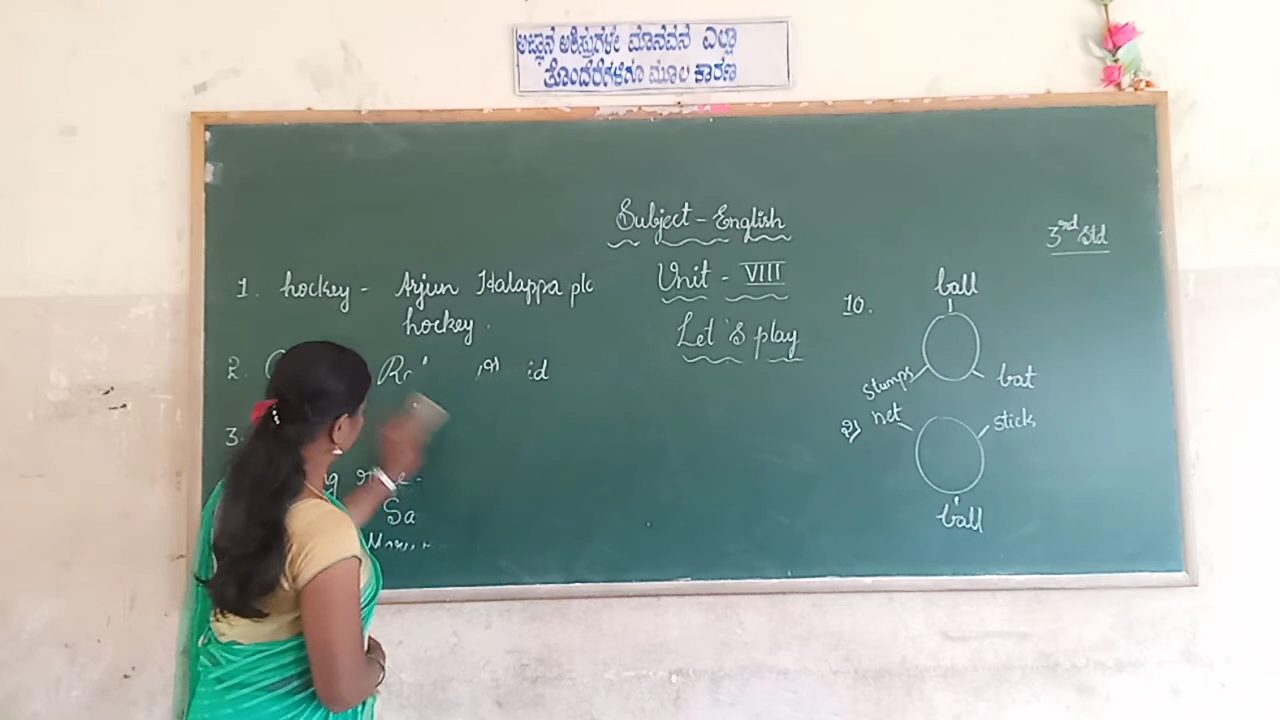 ಅಜ್ಞಾನ ಅಶಿಸ್ತುಗಳೇ ಮಾನವನ ಎಲ್ಲಾ
ತೊಂದರೆಗಳಿಗೂ ಮೂಲ ಕಾರಣ
Subject - English
3rd Std
Unit - VIII
Let's play
1. hockey - Arjun Halappa
hockey.
2.
3.
Sa
10.
ball
stumps
bat
net
stick
ball